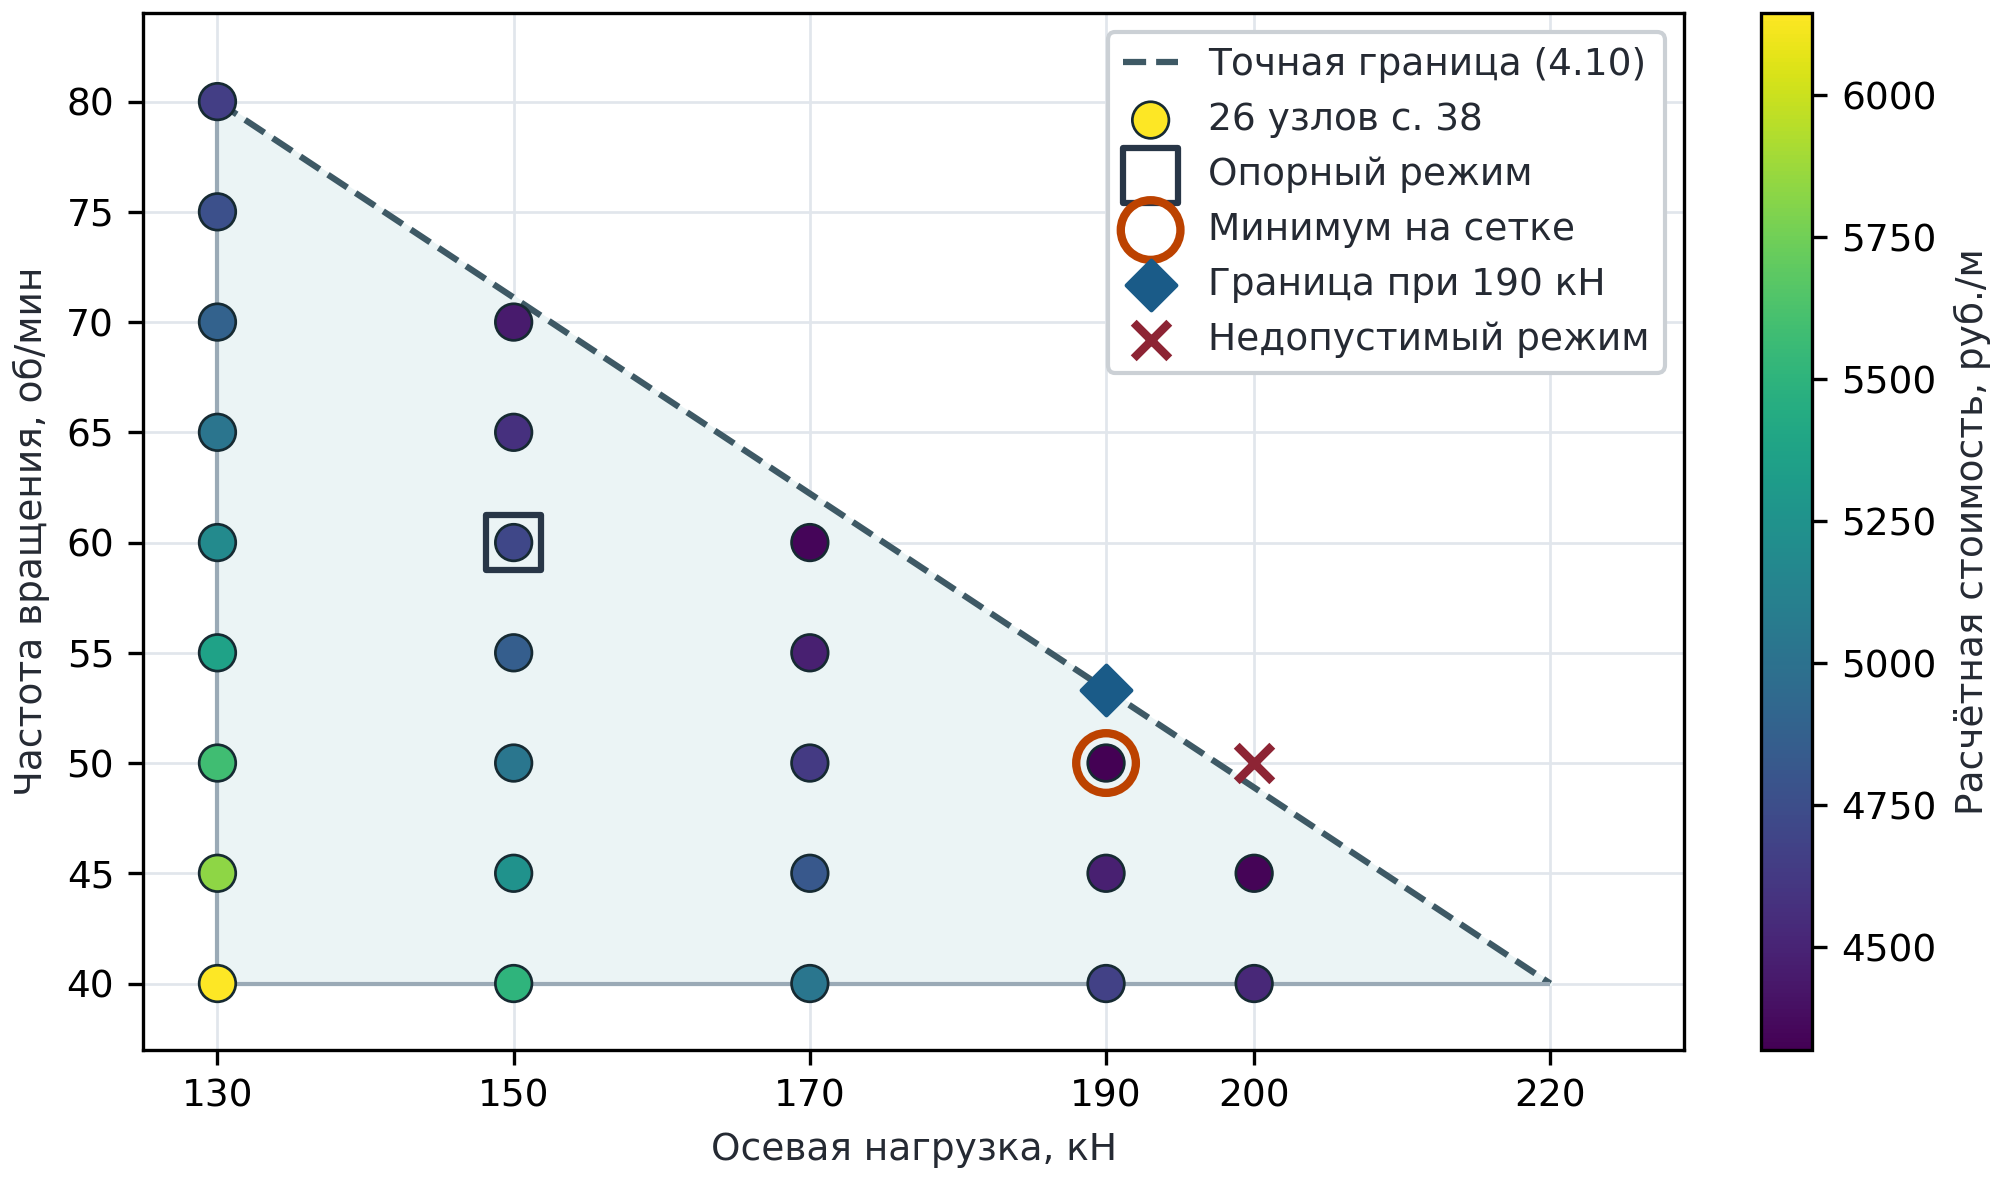 Точная граница (4.10)
26 узлов с. 38
Опорный режим
Минимум на сетке
Граница при 190 кН
Недопустимый режим
80
75
70
65
60
55
50
45
40
Частота вращения, об/мин
130
150
170
190
200
220
Осевая нагрузка, кН
6000
5750
5500
5250
5000
4750
4500
Расчётная стоимость, руб./м